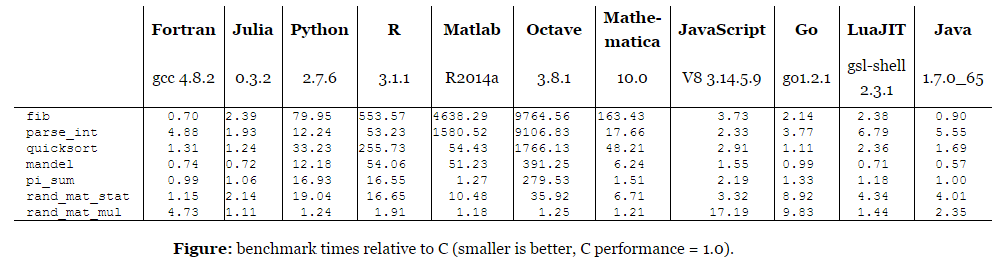 Fortran Julia Python R Matlab Octave Mathe-matica JavaScript Go LuaJIT Java
gcc 4.8.2 0.3.2 2.7.6 3.1.1 R2014a 3.8.1 10.0 V8 3.14.5.9 go1.2.1 gsl-shell 2.3.1 1.7.0_65
fib 0.70 2.39 79.95 553.57 4638.29 9764.56 163.43 3.73 2.14 2.38 0.90
parse_int 4.88 1.93 12.24 53.23 1580.52 9106.83 17.66 2.33 3.77 6.79 5.55
quicksort 1.31 1.24 33.23 255.73 54.43 1766.13 48.21 2.91 1.11 2.36 1.69
mandel 0.74 0.72 12.18 54.06 51.23 391.25 6.24 1.55 0.99 0.71 0.57
pi_sum 0.99 1.06 16.93 16.55 1.27 279.53 1.51 2.19 1.33 1.18 1.00
rand_mat_stat 1.15 2.14 19.04 16.65 10.48 35.92 6.71 3.32 8.92 4.34 4.01
rand_mat_mul 4.73 1.11 1.24 1.91 1.18 1.25 1.21 17.19 9.83 1.44 2.35
Figure: benchmark times relative to C (smaller is better, C performance = 1.0).